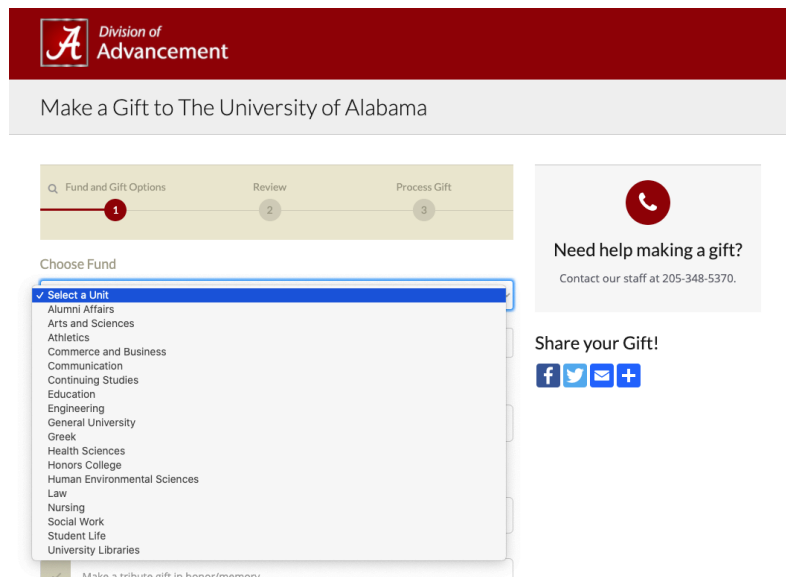 Division of
Advancement
Make a Gift to The University of Alabama
Fund and Gift Options
Review
Process Gift
1
2
3
Choose Fund
✓ Select a Unit
Alumni Affairs
Arts and Sciences
Athletics
Commerce and Business
Communication
Continuing Studies
Education
Engineering
General University
Greek
Health Sciences
Honors College
Human Environmental Sciences
Law
Nursing
Social Work
Student Life
University Libraries
Make a tribute gift in honor/memory
Need help making a gift?
Contact our staff at 205-348-5370.
Share your Gift!